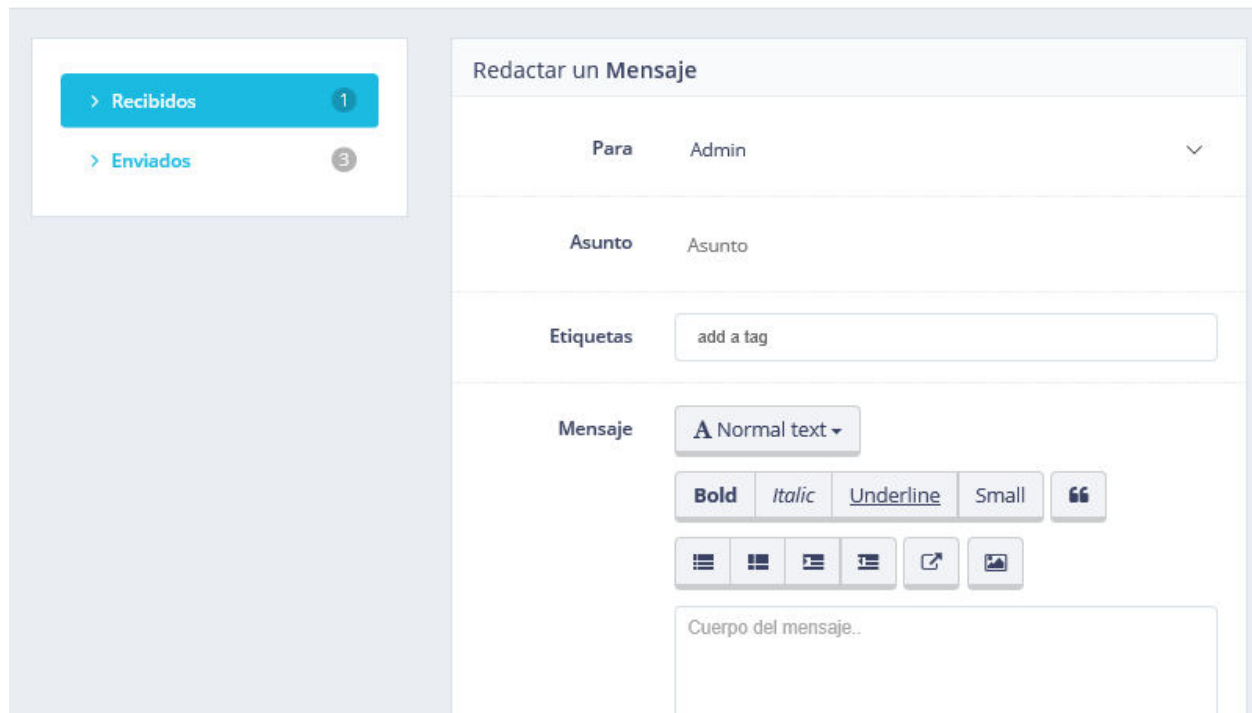 Recibidos 1
Enviados 3
Redactar un Mensaje
Para Admin
Asunto Asunto
Etiquetas add a tag
Mensaje A Normal text
Bold Italic Underline Small
Cuerpo del mensaje..